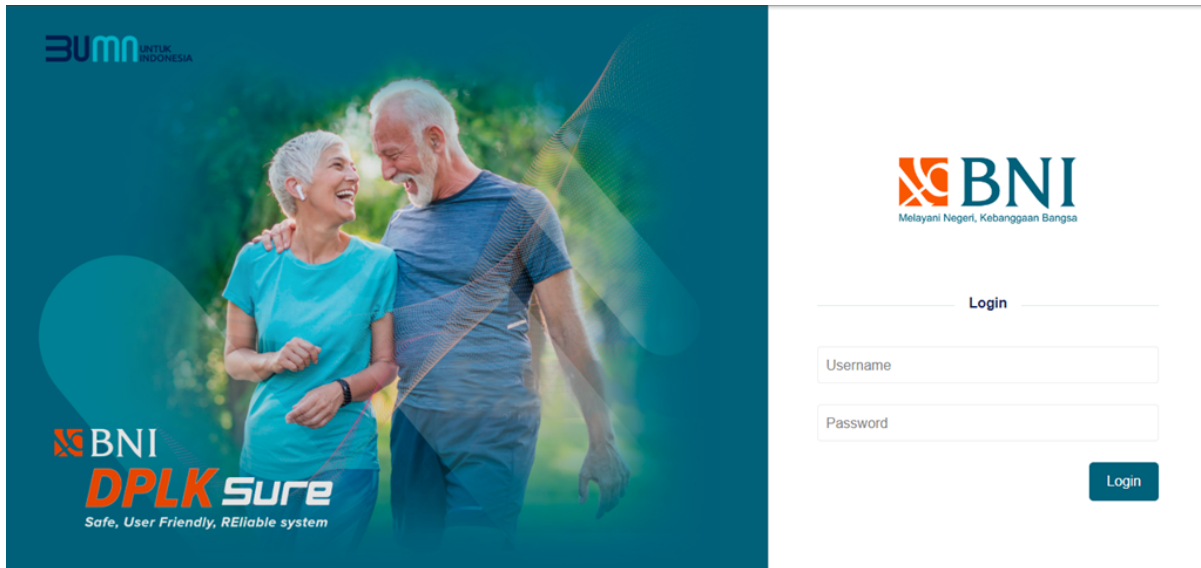 BUMN UNTUK
INDONESIA
BNI
DPLK Sure
Safe, User Friendly, REliable system
BNI
Melayani Negeri, Kebanggaan Bangsa
Login
Username
Password
Login